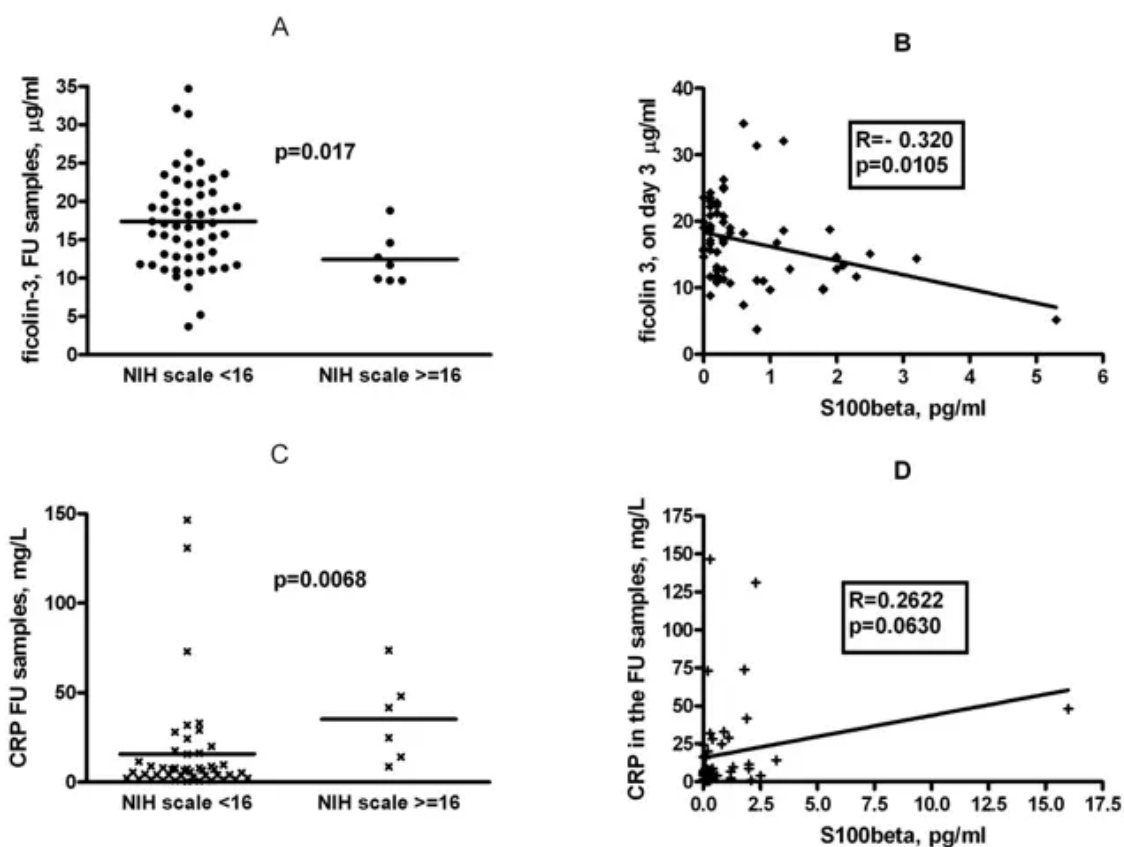 A
ficolin-3, FU samples, µg/ml
35
30
25
20
15
10
5
0
p=0.017
NIH scale <16
NIH scale >=16
B
ficolin 3, on day 3 µg/ml
40
30
20
10
0
R=- 0.320
p=0.0105
0
1
2
3
4
5
6
S100beta, pg/ml
C
CRP FU samples, mg/L
150
100
50
0
p=0.0068
NIH scale <16
NIH scale >=16
D
CRP in the FU samples, mg/L
175
150
125
100
75
50
25
0
R=0.2622
p=0.0630
0.0
2.5
5.0
7.5
10.0
12.5
15.0
17.5
S100beta, pg/ml